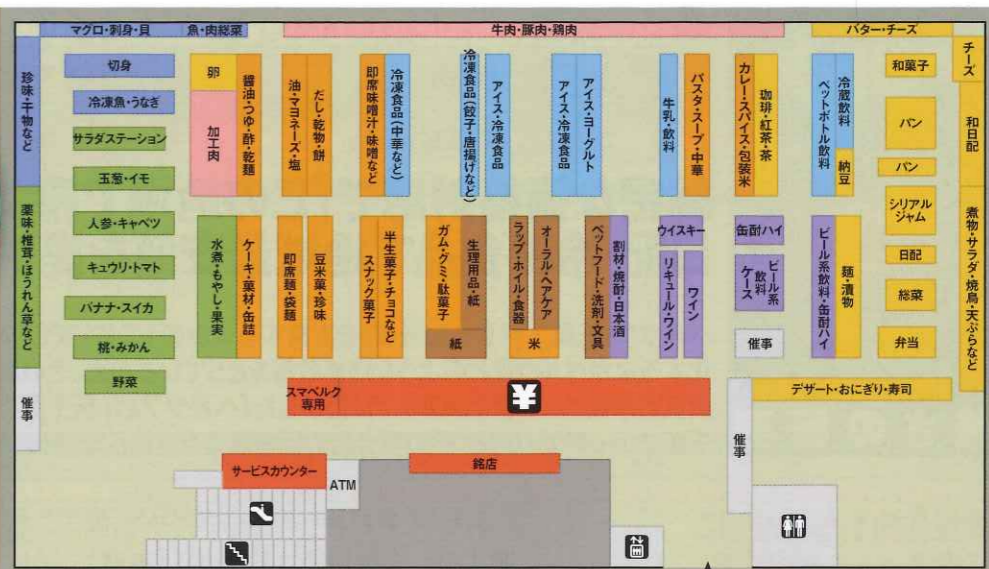 マグロ・刺身・貝
魚・肉総菜
牛肉・豚肉・鶏肉
バター・チーズ
チーズ
珍味・干物など
切身
冷凍魚・うなぎ
サラダステーション
玉葱・イモ
人参・キャベツ
キュウリ・トマト
バナナ・スイカ
桃・みかん
野菜
薬味・椎茸・ほうれん草など
催事
卵
加工肉
醤油・つゆ・酢・乾麺
油・マヨネーズ・塩
だし・乾物・餅
即席味噌汁・味噌など
冷凍食品(中華など)
冷凍食品(餃子・唐揚げなど)
アイス・冷凍食品
アイス・冷凍食品
アイス・ヨーグルト
牛乳・飲料
パスタ・スープ・中華
カレー・スパイス・包装米
珈琲・紅茶・茶
ペットボトル飲料
冷蔵飲料
納豆
和菓子
パン
パン
シリアル
ジャム
日配
総菜
弁当
和日配
煮物・サラダ・焼鳥・天ぷらなど
水煮・もやし・果実
ケーキ・菓材・缶詰
即席麺・袋麺
豆米菓・珍味
スナック菓子
半生菓子・チョコなど
ガム・グミ・駄菓子
生理用品・紙
紙
ラップ・ホイル・食器
オーラル・ヘアケア
米
ペットフード・洗剤・文具
割材・焼酎・日本酒
ウイスキー
リキュール・ワイン
ワイン
缶酎ハイ
ビール系
飲料
ケース
催事
ビール系飲料・缶酎ハイ
麺・漬物
スマベルク
専用
¥
デザート・おにぎり・寿司
催事
サービスカウンター
ATM
銘店